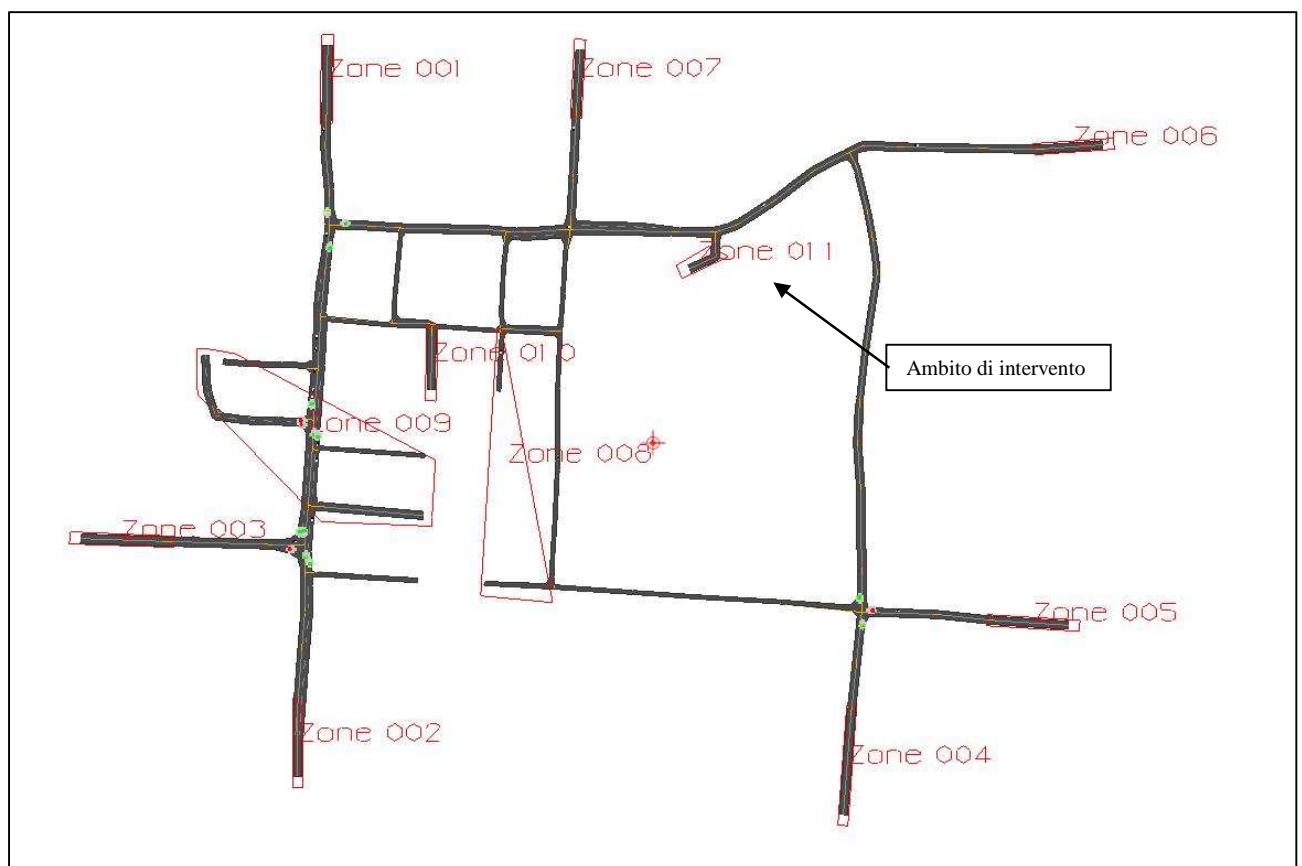 Zone 001
Zone 007
Zone 006
Zone 011
Ambito di intervento
Zone 010
Zone 009
Zone 008
Zone 003
Zone 005
Zone 002
Zone 004